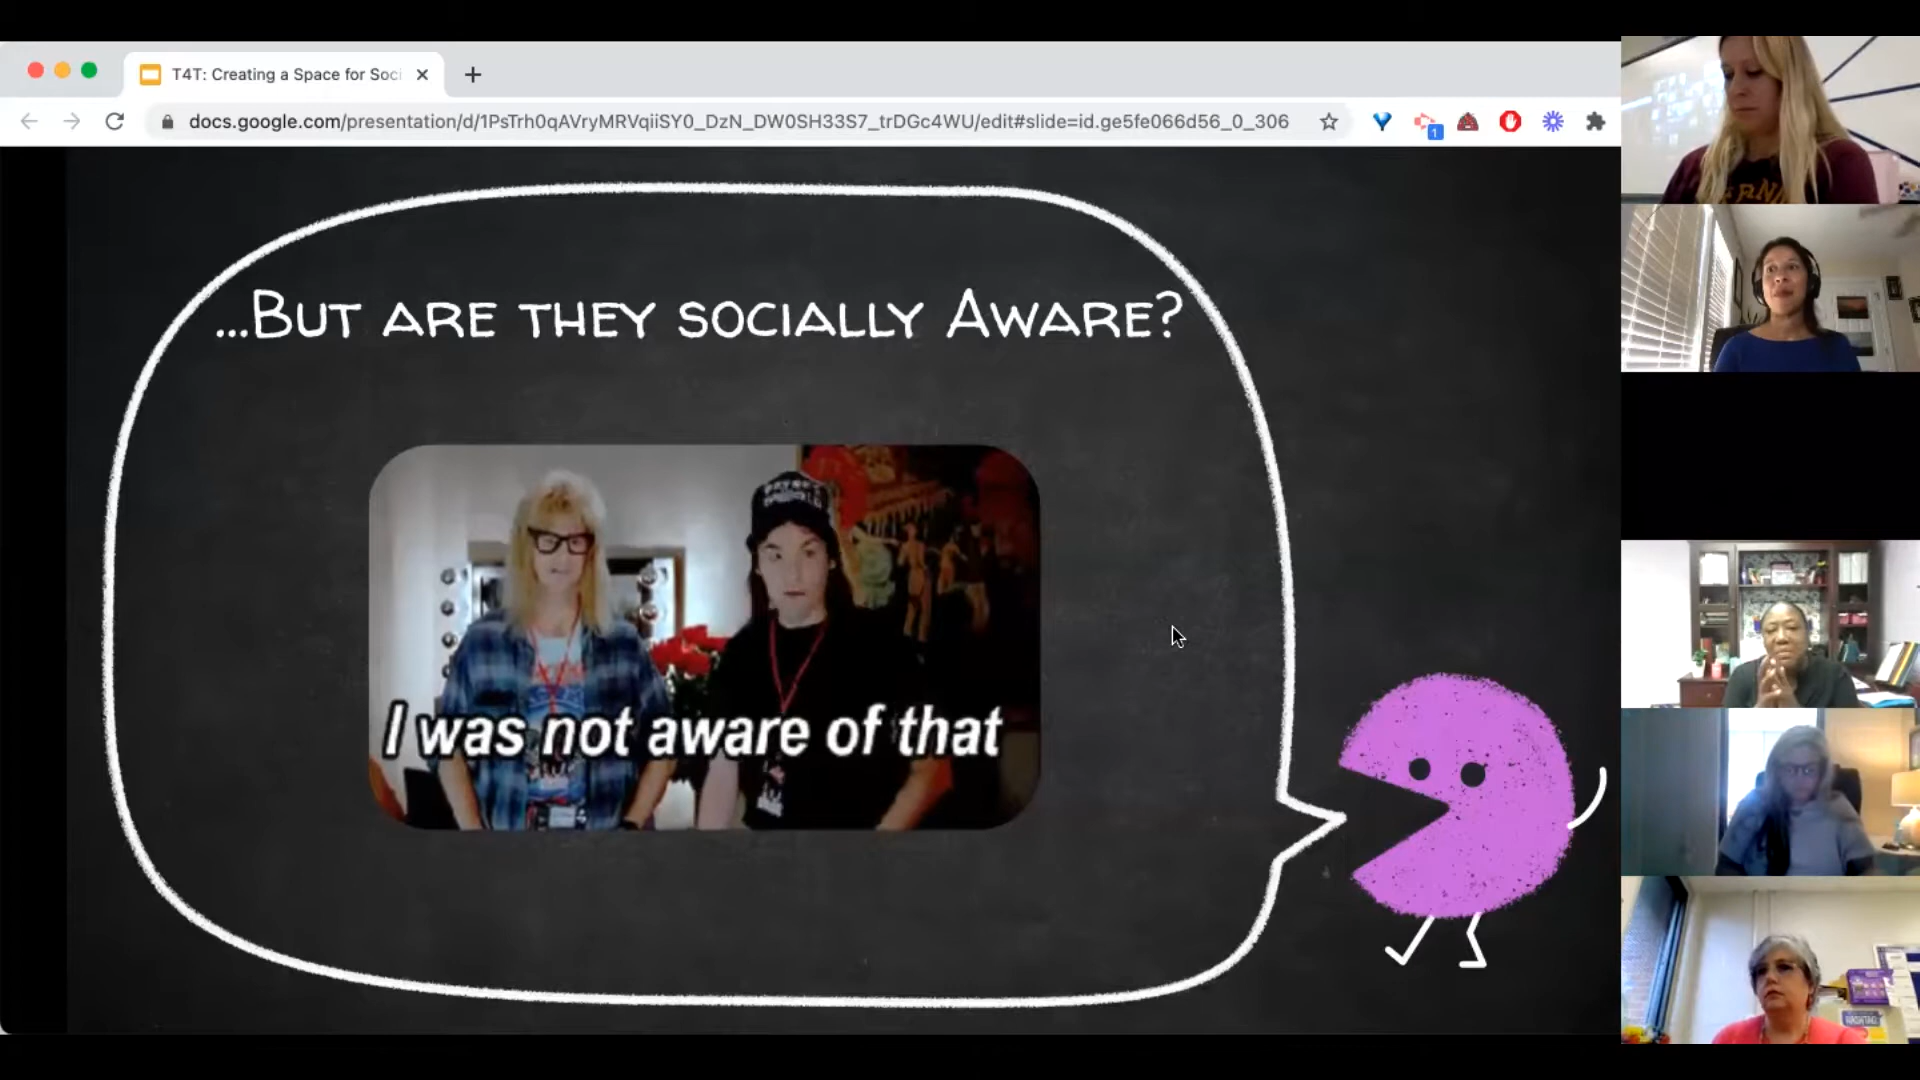 T4T: Creating a Space for Soci
docs.google.com/presentation/d/1PsTrh0qAVryMRVqiiSY0_DzN_DW0SH33S7_trDGc4WU/edit#slide=id.ge5fe066d56_0_306
1
...But are they socially Aware?
I was not aware of that